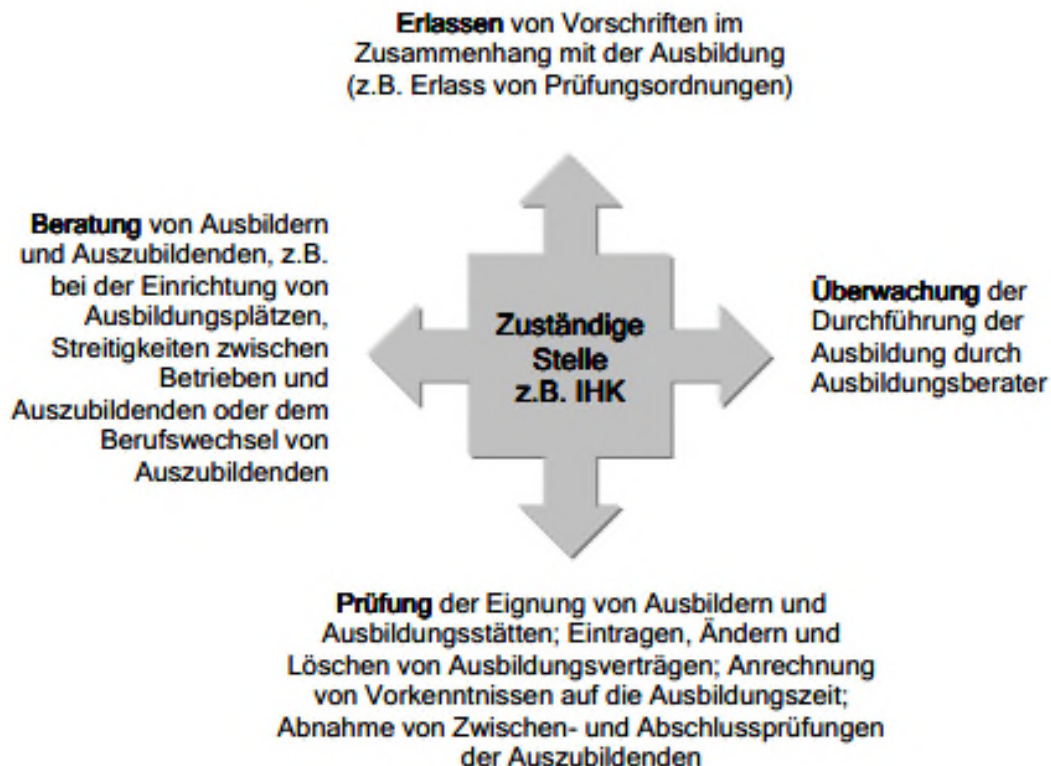 Erlassen von Vorschriften im
Zusammenhang mit der Ausbildung
(z.B. Erlass von Prüfungsordnungen)
Beratung von Ausbildern
und Auszubildenden, z.B.
bei der Einrichtung von
Ausbildungsplätzen,
Streitigkeiten zwischen
Betrieben und
Auszubildenden oder dem
Berufswechsel von
Auszubildenden
Zuständige
Stelle
z.B. IHK
Überwachung der
Durchführung der
Ausbildung durch
Ausbildungsberater
Prüfung der Eignung von Ausbildern und
Ausbildungsstätten; Eintragen, Ändern und
Löschen von Ausbildungsverträgen; Anrechnung
von Vorkenntnissen auf die Ausbildungszeit;
Abnahme von Zwischen- und Abschlussprüfungen
der Auszubildenden